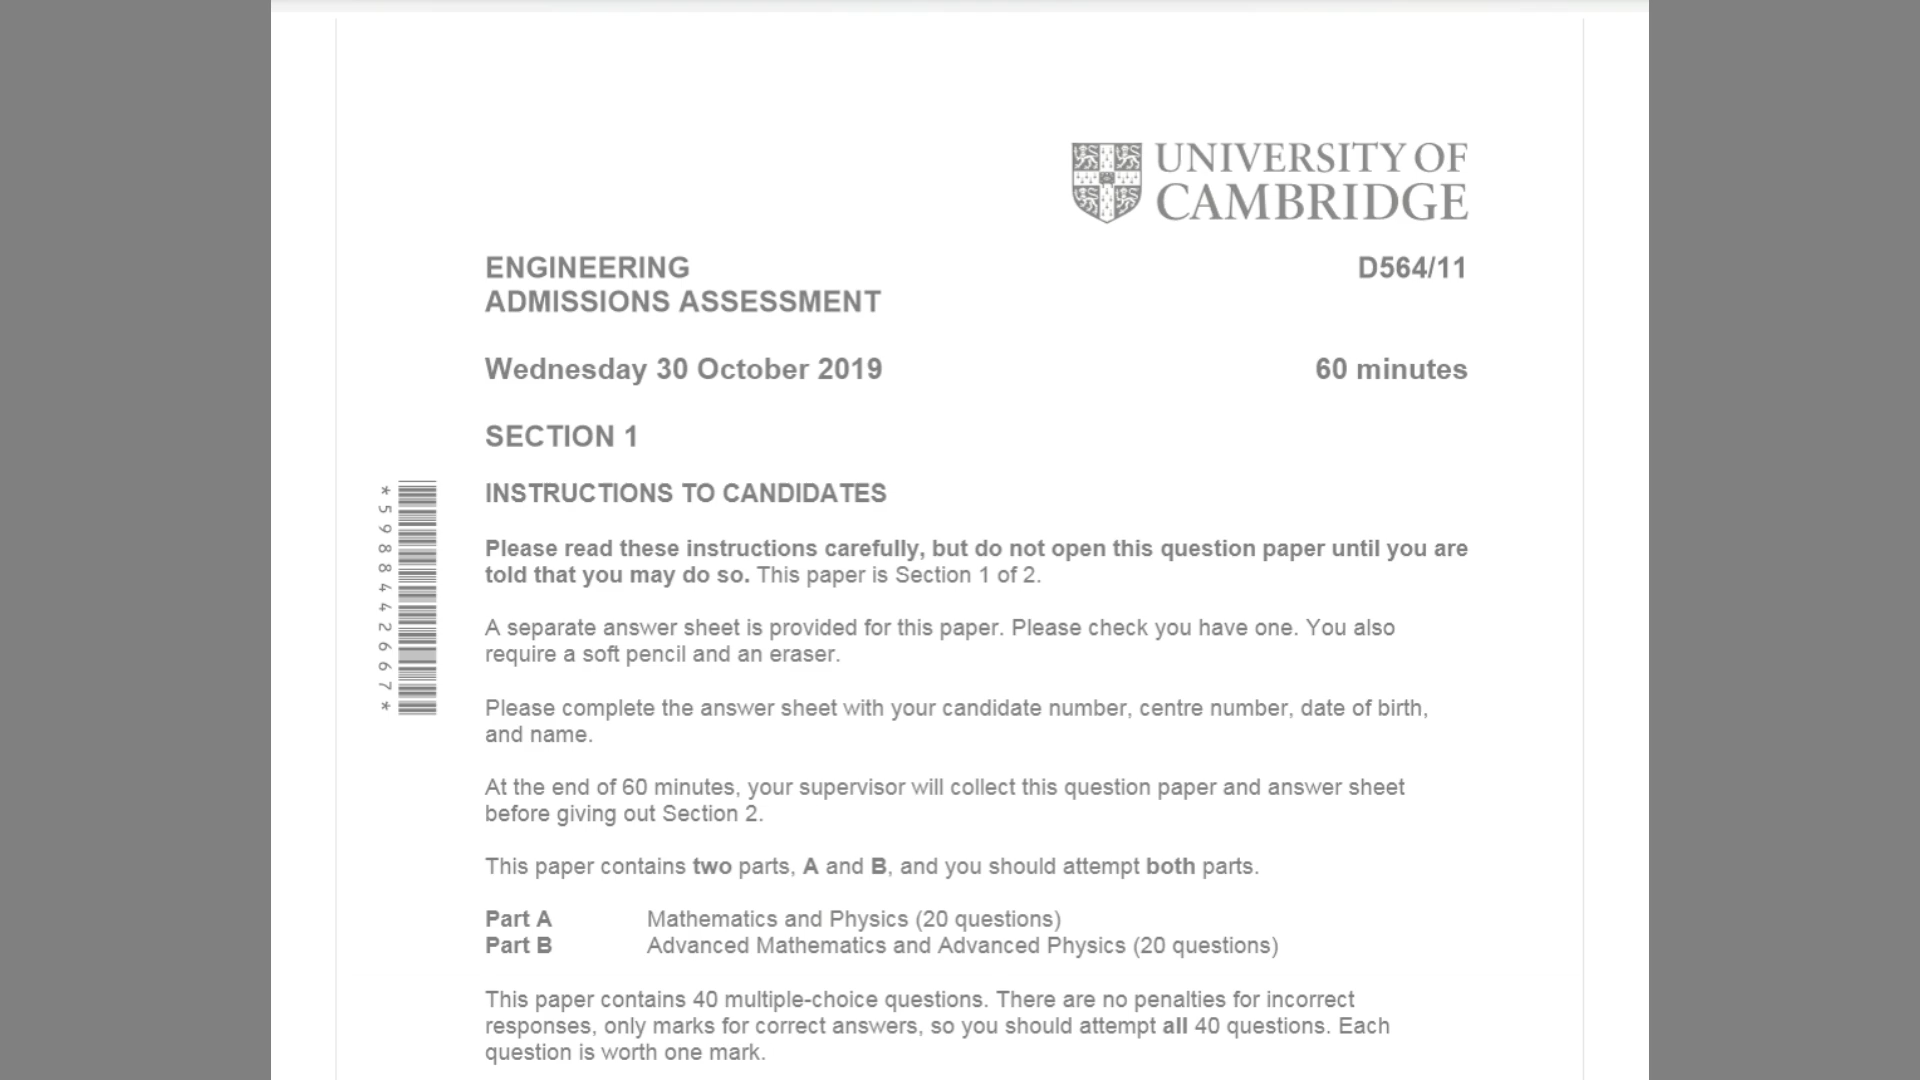 UNIVERSITY OF
CAMBRIDGE
ENGINEERING
D564/11
ADMISSIONS ASSESSMENT
Wednesday 30 October 2019
60 minutes
SECTION 1
*5988442667*
INSTRUCTIONS TO CANDIDATES
Please read these instructions carefully, but do not open this question paper until you are
told that you may do so. This paper is Section 1 of 2.
A separate answer sheet is provided for this paper. Please check you have one. You also
require a soft pencil and an eraser.
Please complete the answer sheet with your candidate number, centre number, date of birth,
and name.
At the end of 60 minutes, your supervisor will collect this question paper and answer sheet
before giving out Section 2.
This paper contains two parts, A and B, and you should attempt both parts.
Part A Mathematics and Physics (20 questions)
Part B Advanced Mathematics and Advanced Physics (20 questions)
This paper contains 40 multiple-choice questions. There are no penalties for incorrect
responses, only marks for correct answers, so you should attempt all 40 questions. Each
question is worth one mark.